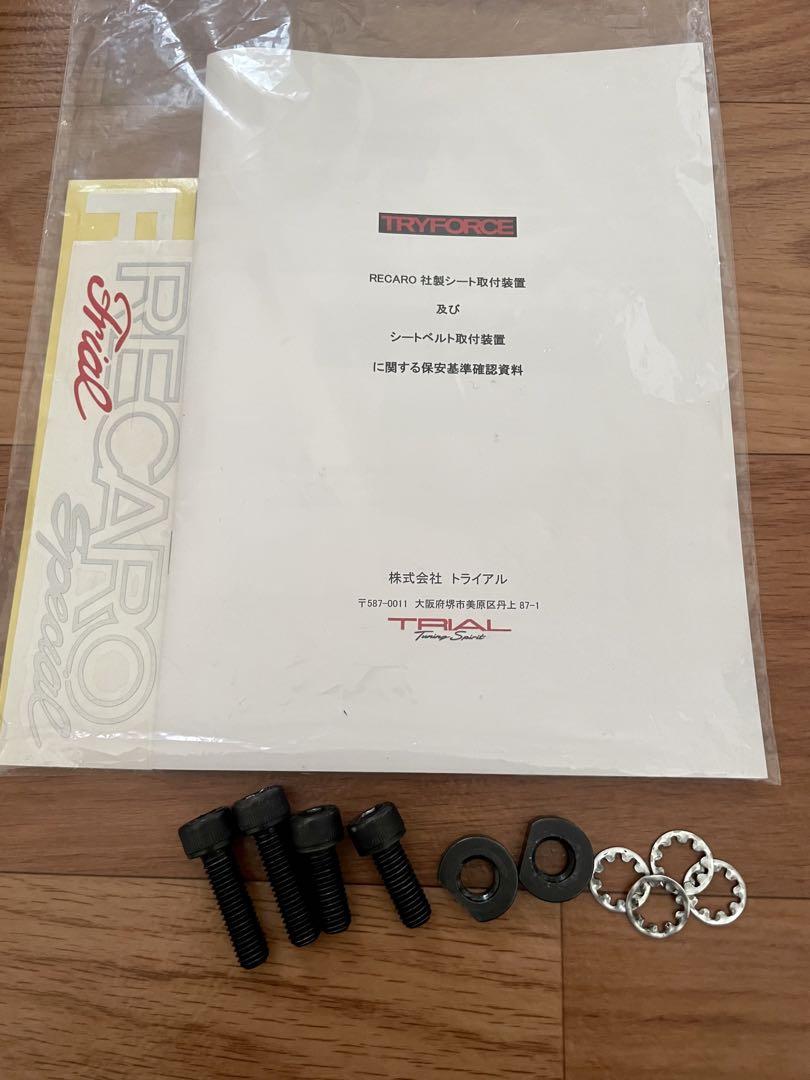 TRYFORCE
RECARO 社製シート取付装置
及び
シートベルト取付装置
に関する保安基準確認資料
株式会社 トライアル
〒587-0011 大阪府堺市美原区丹上 87-1
TRIAL
Tuning Spirit
RECARO
Trial
Special